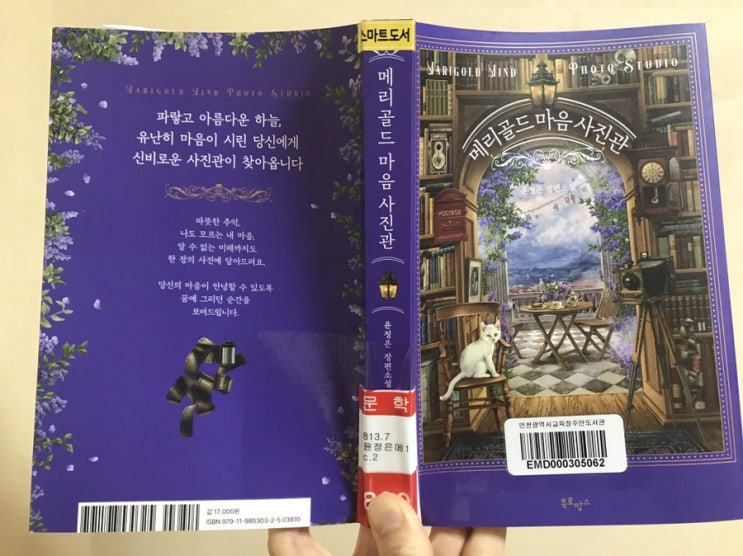 MARIGOLD MIND PHOTO STUDIO
파랗고 아름다운 하늘,
유난히 마음이 시린 당신에게
신비로운 사진관이 찾아옵니다
따뜻한 추억,
나도 모르는 내 마음,
알 수 없는 미래까지도
한 장의 사진에 담아드려요.
당신의 마음이 안녕할 수 있도록
꿈에 그리던 순간을
보여드립니다.
값 17,000원
ISBN 979-11-985303-2-5 03810
스마트도서
메리골드 마음 사진관
윤정은 장편소설
문 학
813.7
윤정은메1
c.2
8
MARIGOLD MIND PHOTO STUDIO
메리골드 마음 사진관
윤정은 장편소설
POSTBOX
인천광역시교육청주안도서관
EMD000305062
북로망스